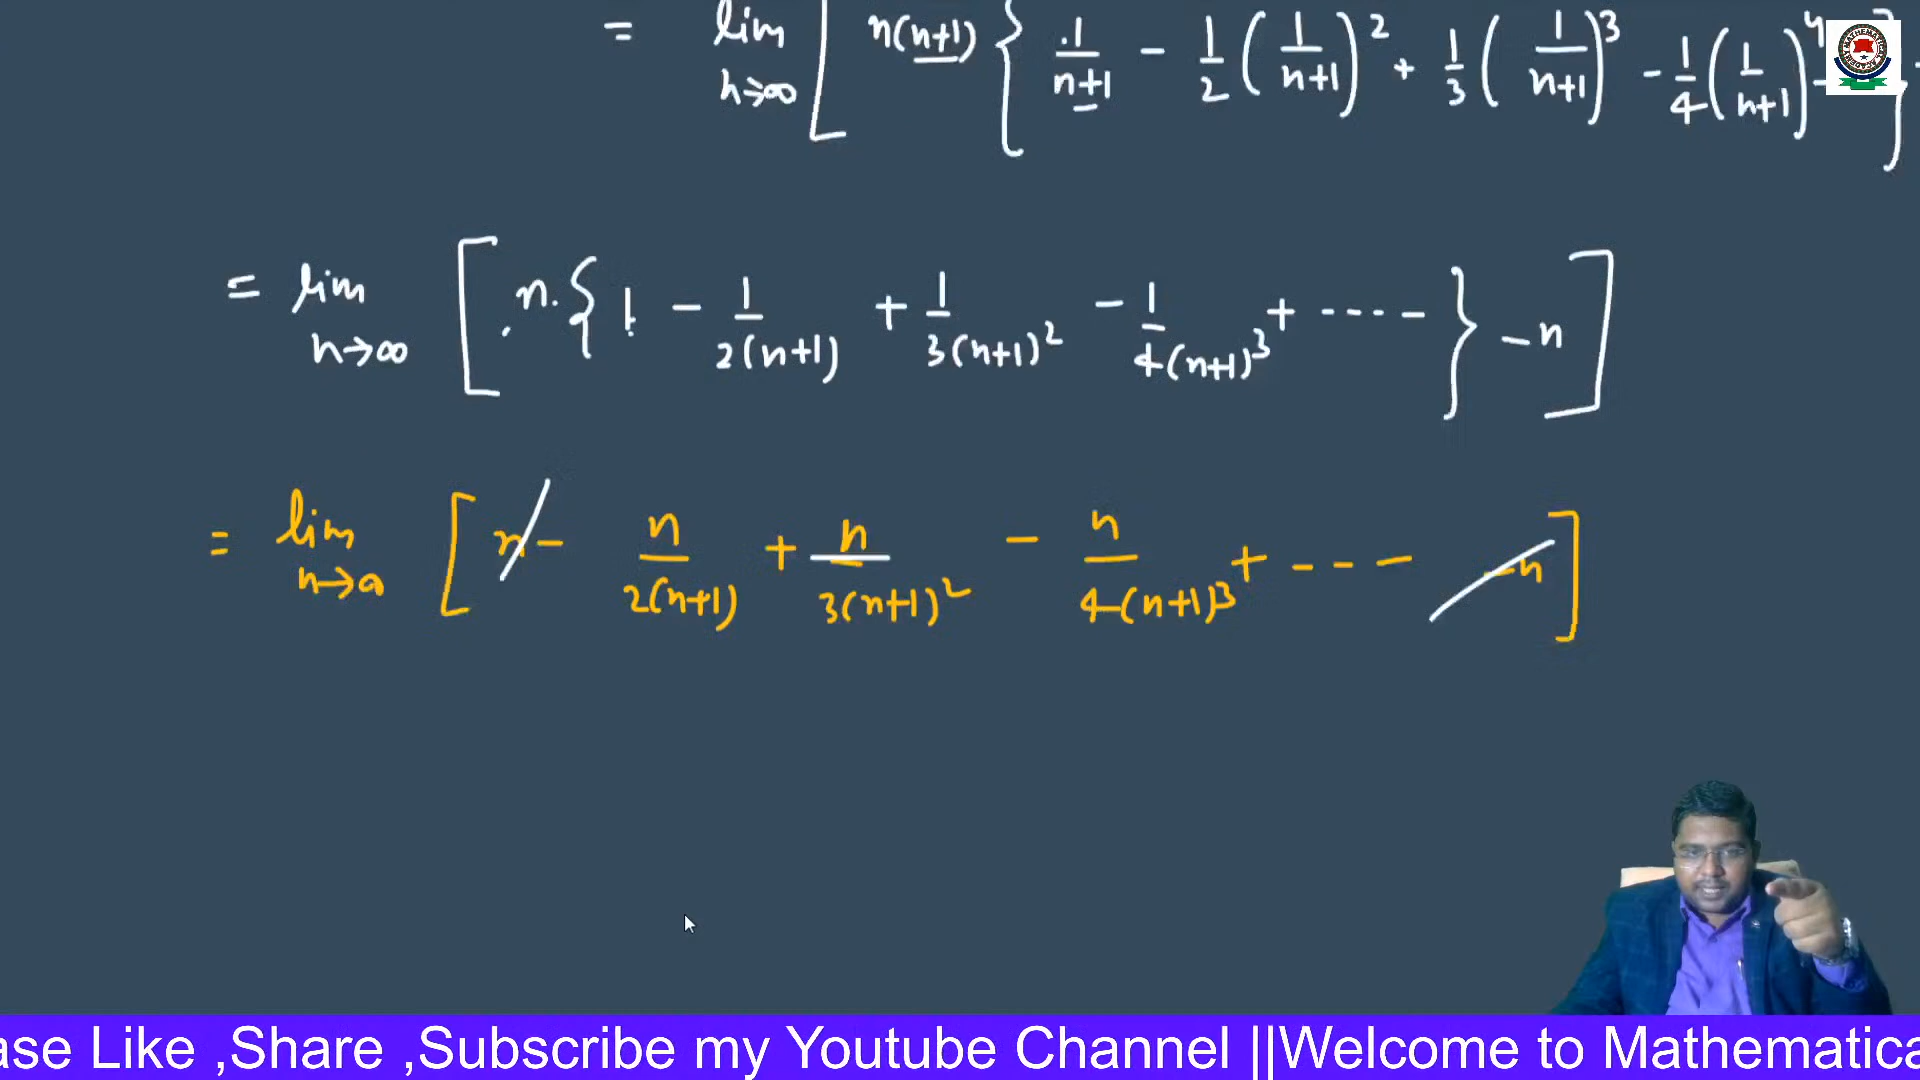 = lim n→∞ [ n(n+1) { 1/(n+1) - 1/2 (1/(n+1))^2 + 1/3 (1/(n+1))^3 - 1/4 (1/(n+1))^4 }
= lim n→∞ [ n. { 1 - 1/2(n+1) + 1/3(n+1)^2 - 1/4(n+1)^3 + ---- } - n ]
= lim n→∞ [ n - n/2(n+1) + n/3(n+1)^2 - n/4(n+1)^3 + --- -n ]
ase Like ,Share ,Subscribe my Youtube Channel ||Welcome to Mathematica